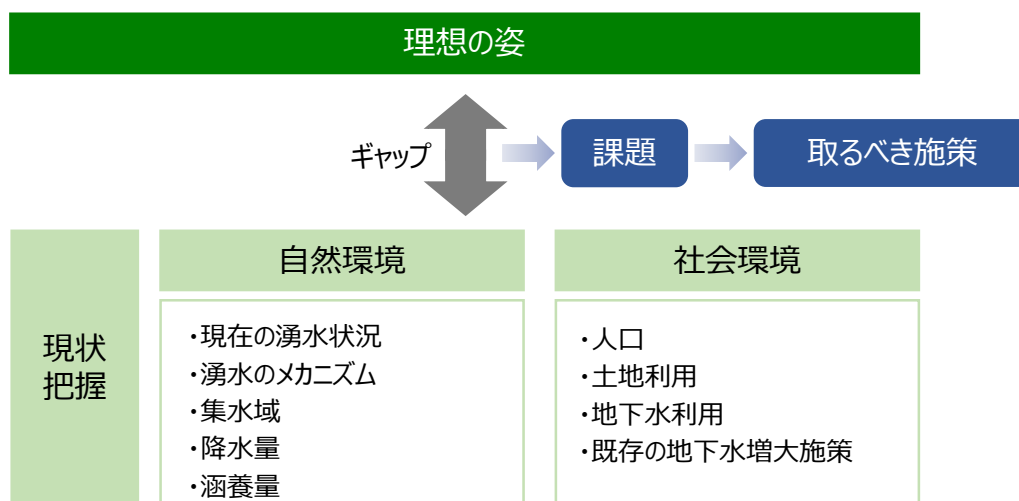 理想の姿
ギャップ
課題
取るべき施策
現状
把握
自然環境
・現在の湧水状況
・湧水のメカニズム
・集水域
・降水量
・涵養量
社会環境
・人口
・土地利用
・地下水利用
・既存の地下水増大施策